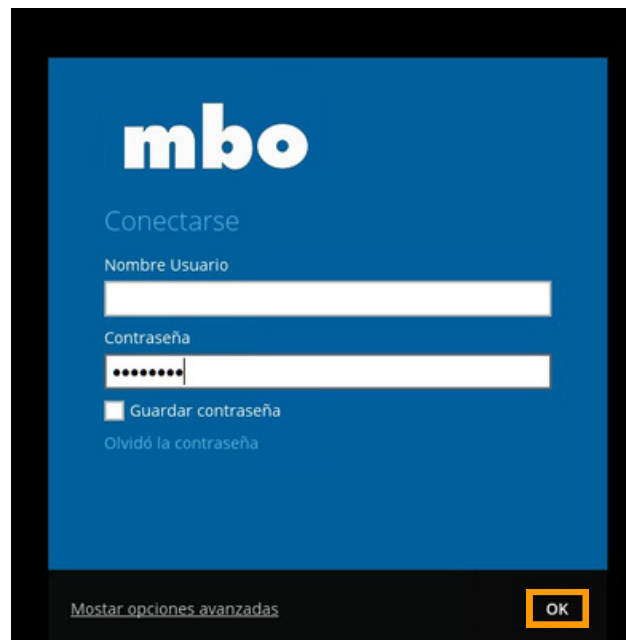 mbo
Conectarse
Nombre Usuario
Contraseña
••••••••
Guardar contraseña
Olvidó la contraseña
Mostar opciones avanzadas
OK